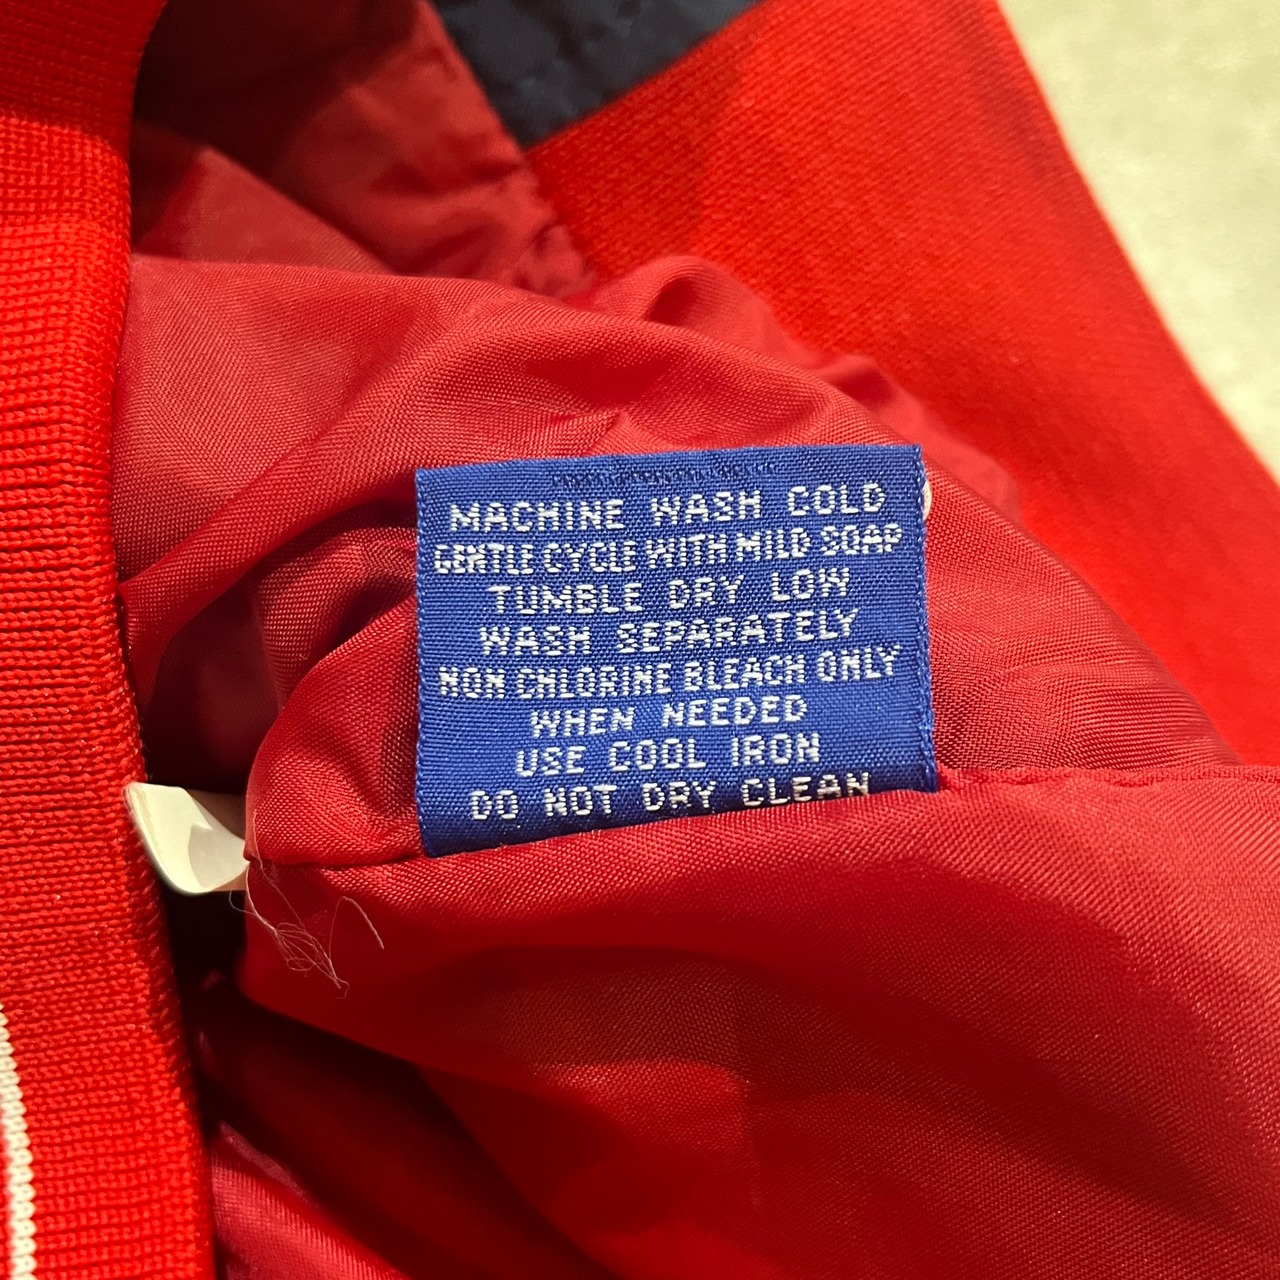 MACHINE WASH COLD
GENTLE CYCLE WITH MILD SOAP
TUMBLE DRY LOW
WASH SEPARATELY
NON CHLORINE BLEACH ONLY
WHEN NEEDED
USE COOL IRON
DO NOT DRY CLEAN